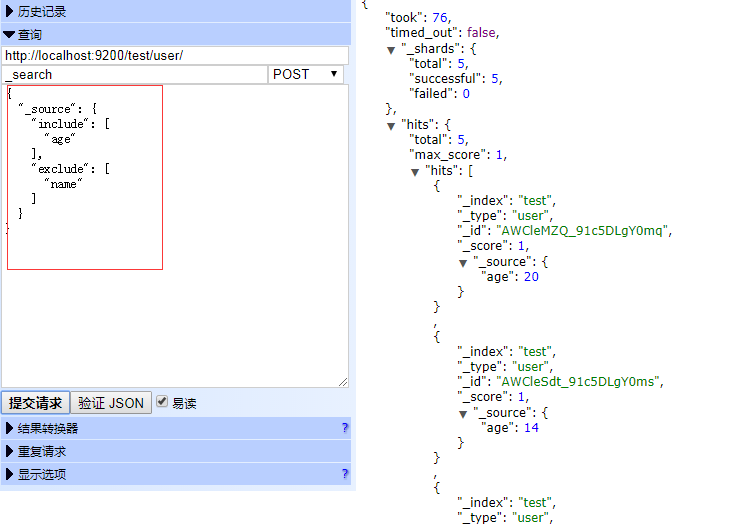 历史记录
查询
http://localhost:9200/test/user/
_search
POST
{
"_source": {
"include": [
"age"
],
"exclude": [
"name"
]
}
}
提交请求
验证 JSON
易读
结果转换器 ?
重复请求
显示选项 ?
{
"took": 76,
"timed_out": false,
"_shards": {
"total": 5,
"successful": 5,
"failed": 0
},
"hits": {
"total": 5,
"max_score": 1,
"hits": [
{
"_index": "test",
"_type": "user",
"_id": "AWCleMZQ_91c5DLgY0mq",
"_score": 1,
"_source": {
"age": 20
}
}
,
{
"_index": "test",
"_type": "user",
"_id": "AWCleSdt_91c5DLgY0ms",
"_score": 1,
"_source": {
"age": 14
}
}
,
{
"_index": "test",
"_type": "user",